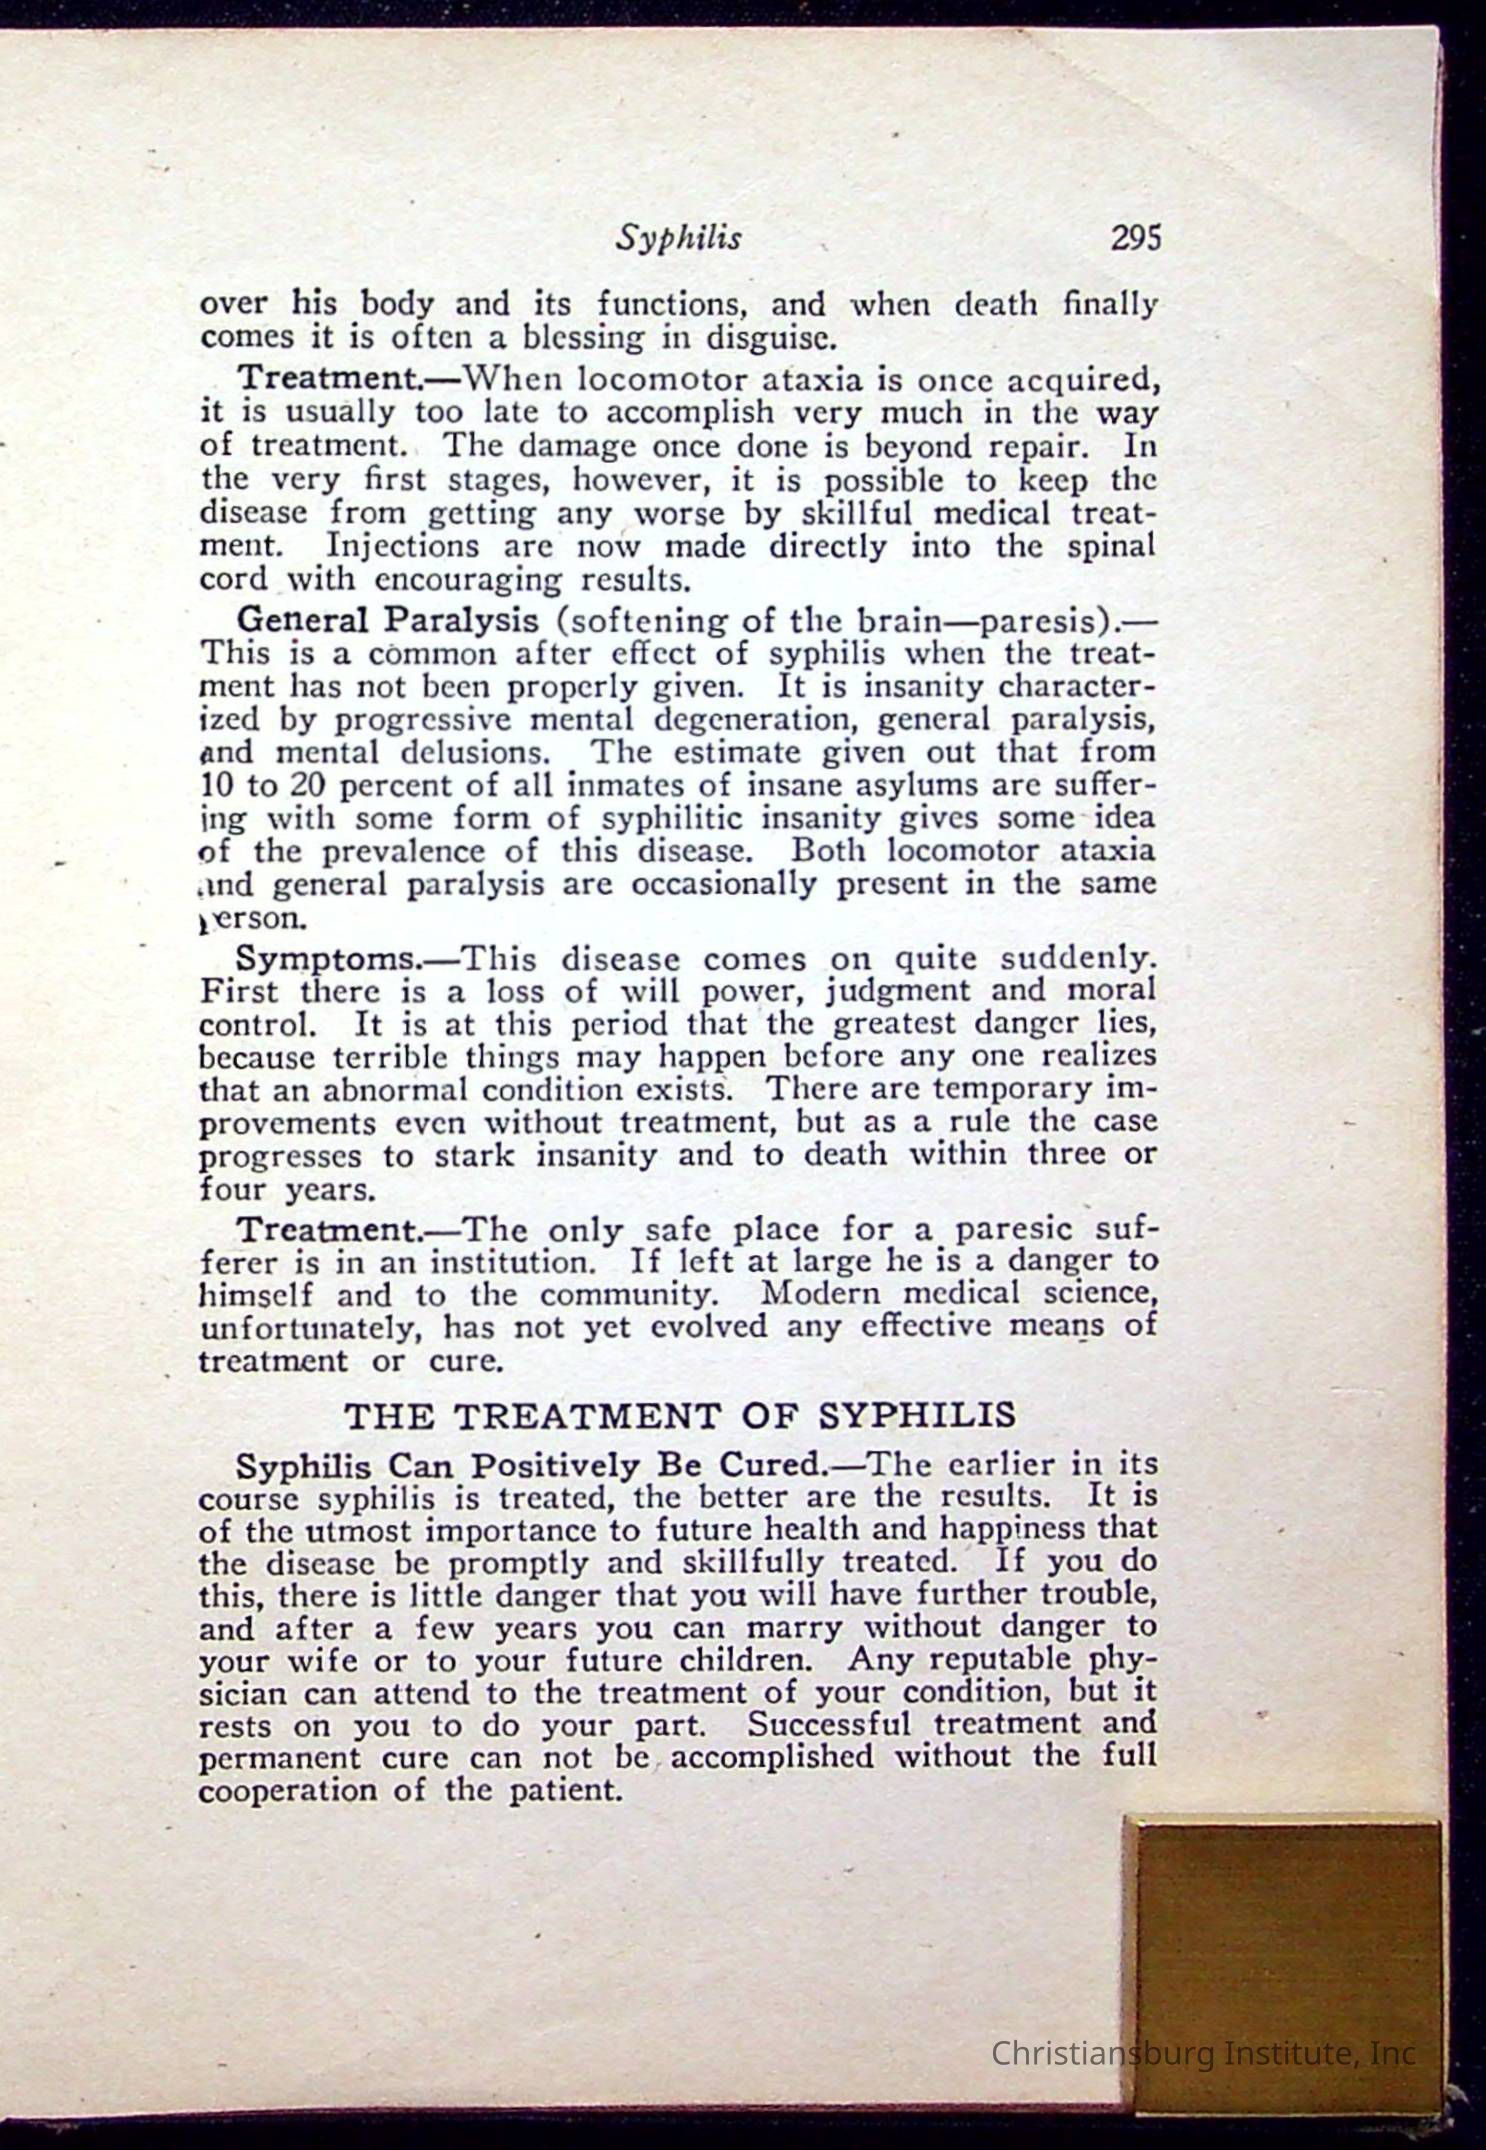 Syphilis 295
over his body and its functions, and when death finally
comes it is often a blessing in disguise.
Treatment.—When locomotor ataxia is once acquired,
it is usually too late to accomplish very much in the way
of treatment. The damage once done is beyond repair. In
the very first stages, however, it is possible to keep the
disease from getting any worse by skillful medical treat-
ment. Injections are now made directly into the spinal
cord with encouraging results.
General Paralysis (softening of the brain—paresis).—
This is a common after effect of syphilis when the treat-
ment has not been properly given. It is insanity character-
ized by progressive mental degeneration, general paralysis,
and mental delusions. The estimate given out that from
10 to 20 percent of all inmates of insane asylums are suffer-
ing with some form of syphilitic insanity gives some idea
of the prevalence of this disease. Both locomotor ataxia
and general paralysis are occasionally present in the same
person.
Symptoms.—This disease comes on quite suddenly.
First there is a loss of will power, judgment and moral
control. It is at this period that the greatest danger lies,
because terrible things may happen before any one realizes
that an abnormal condition exists. There are temporary im-
provements even without treatment, but as a rule the case
progresses to stark insanity and to death within three or
four years.
Treatment.—The only safe place for a paresic suf-
ferer is in an institution. If left at large he is a danger to
himself and to the community. Modern medical science,
unfortunately, has not yet evolved any effective means of
treatment or cure.
THE TREATMENT OF SYPHILIS
Syphilis Can Positively Be Cured.—The earlier in its
course syphilis is treated, the better are the results. It is
of the utmost importance to future health and happiness that
the disease be promptly and skillfully treated. If you do
this, there is little danger that you will have further trouble,
and after a few years you can marry without danger to
your wife or to your future children. Any reputable phy-
sician can attend to the treatment of your condition, but it
rests on you to do your part. Successful treatment and
permanent cure can not be accomplished without the full
cooperation of the patient.
Christiansburg Institute, Inc